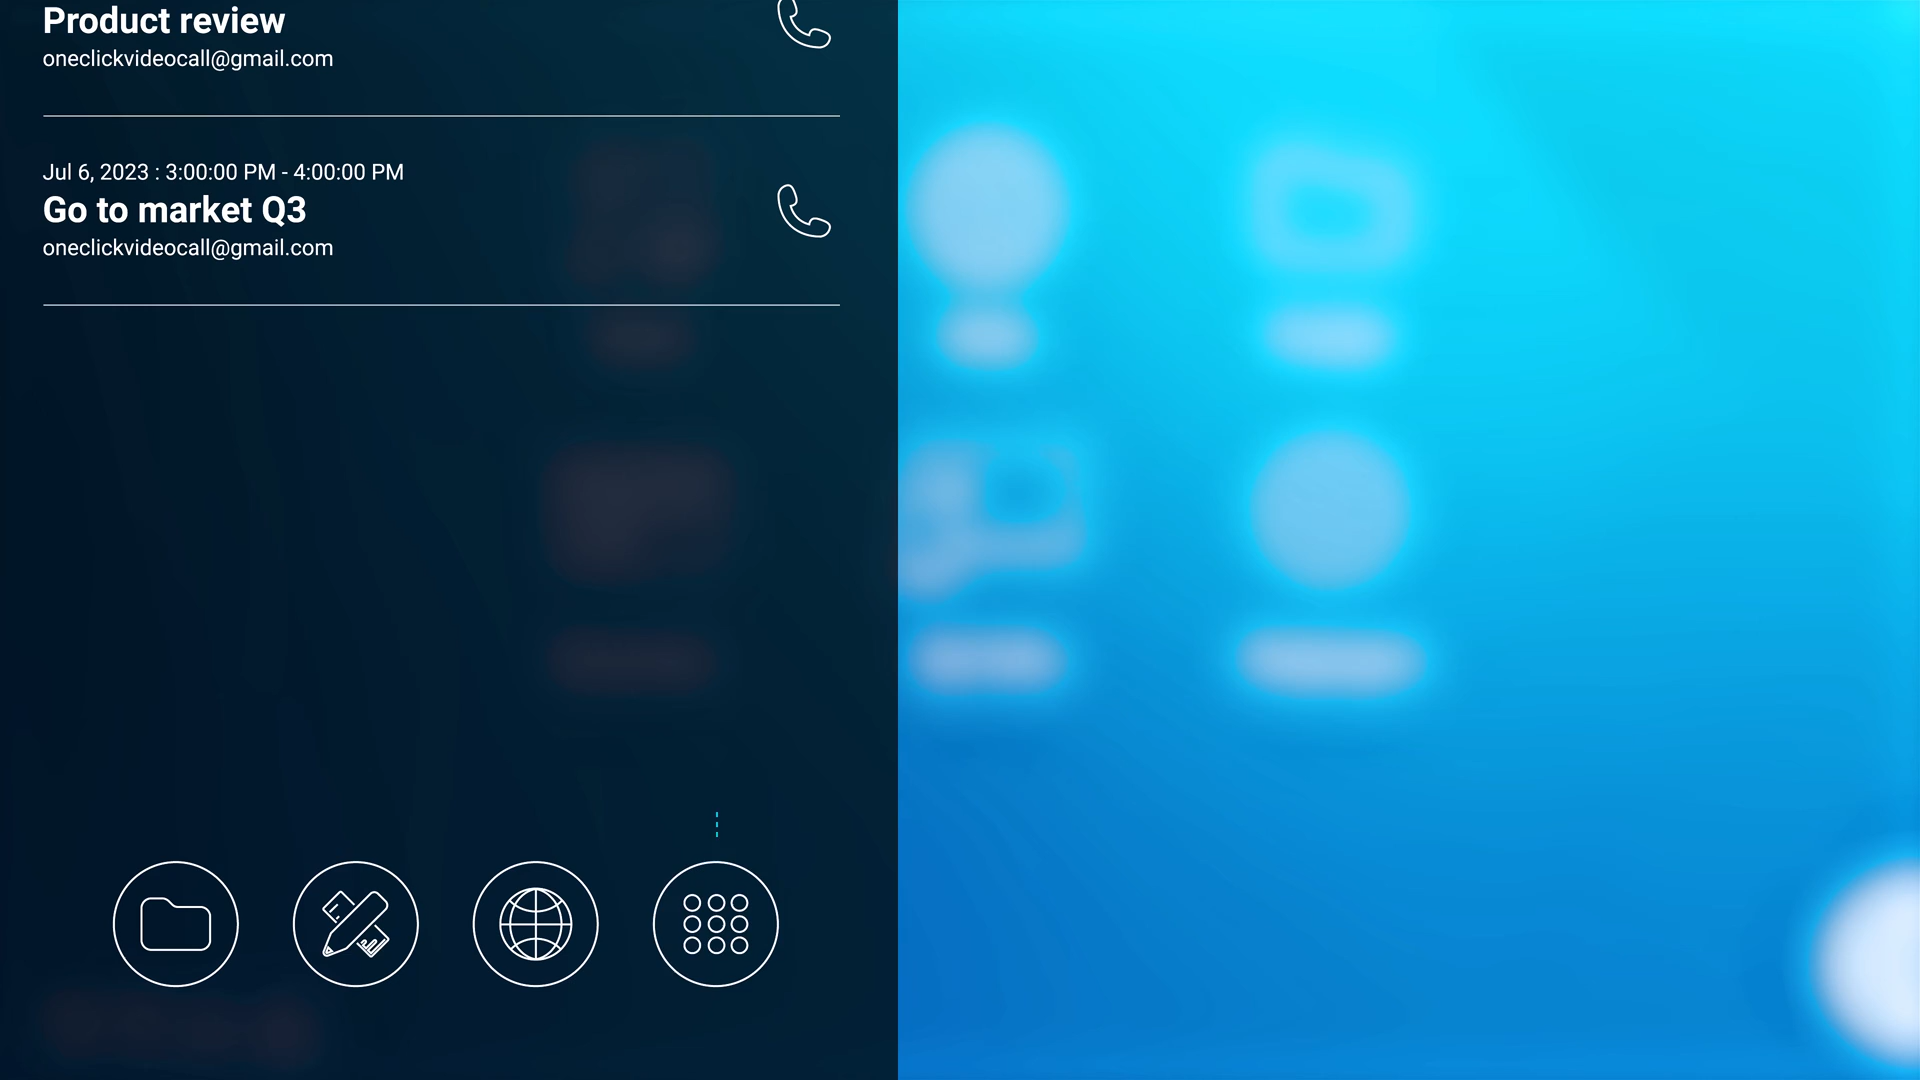 Product review
oneclickvideocall@gmail.com
Jul 6, 2023 : 3:00:00 PM - 4:00:00 PM
Go to market Q3
oneclickvideocall@gmail.com